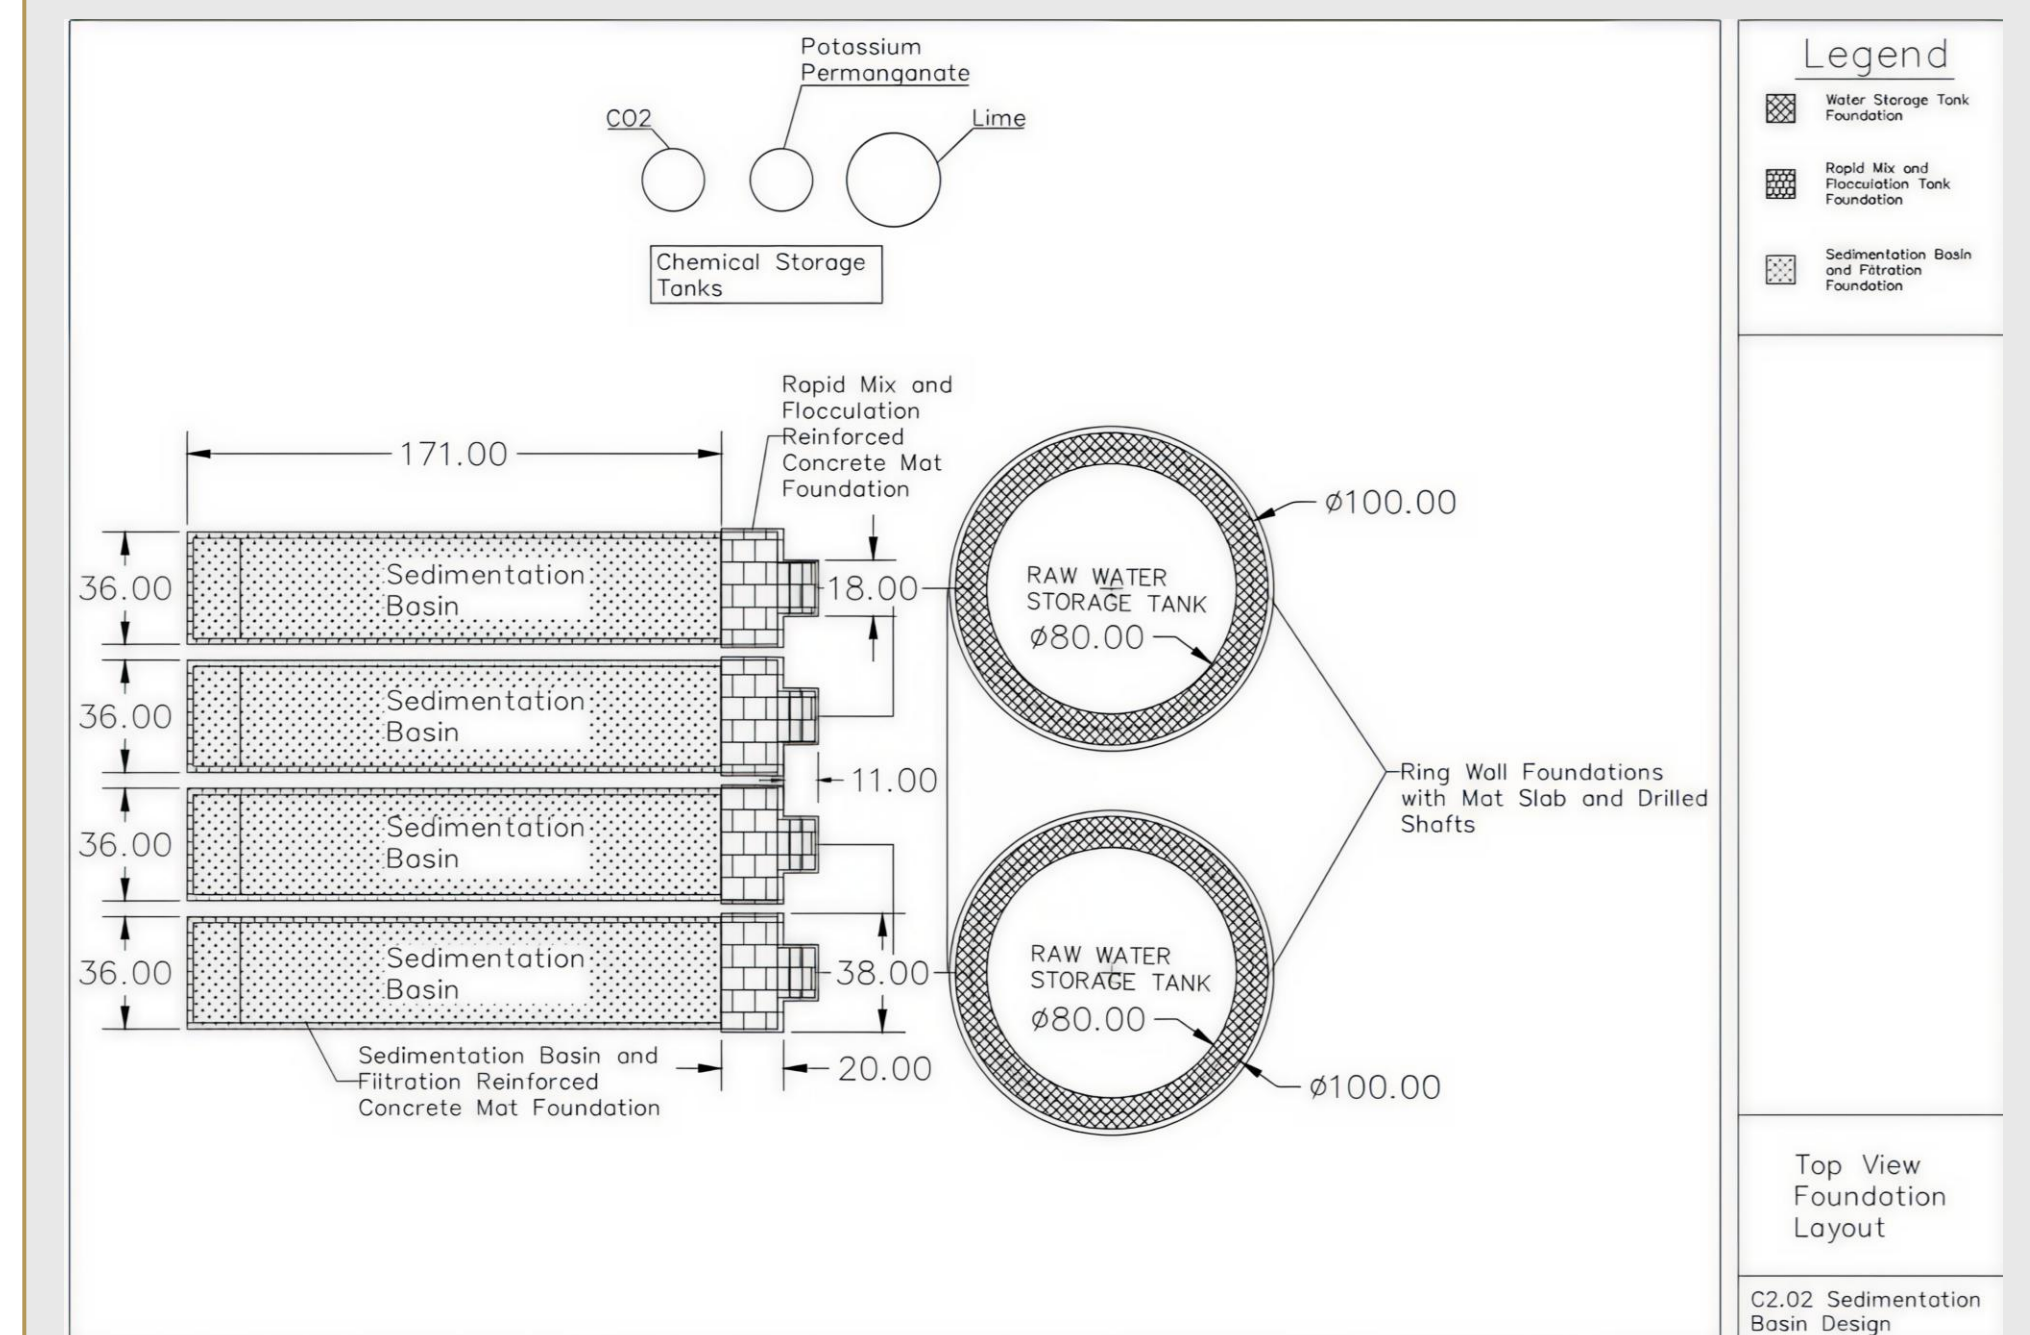 Potassium
Permanganate
CO2
Lime
Chemical Storage
Tanks
Rapid Mix and
Flocculation
Reinforced
Concrete Mat
Foundation
171.00
36.00
Sedimentation
Basin
18.00
RAW WATER
STORAGE TANK
⌀80.00
⌀100.00
36.00
Sedimentation
Basin
11.00
Ring Wall Foundations
with Mat Slab and Drilled
Shafts
36.00
Sedimentation
Basin
36.00
Sedimentation
Basin
38.00
RAW WATER
STORAGE TANK
⌀80.00
⌀100.00
20.00
Sedimentation Basin and
Filtration Reinforced
Concrete Mat Foundation
Legend
Water Storage Tank
Foundation
Rapid Mix and
Flocculation Tank
Foundation
Sedimentation Basin
and Filtration
Foundation
Top View
Foundation
Layout
C2.02 Sedimentation
Basin Design